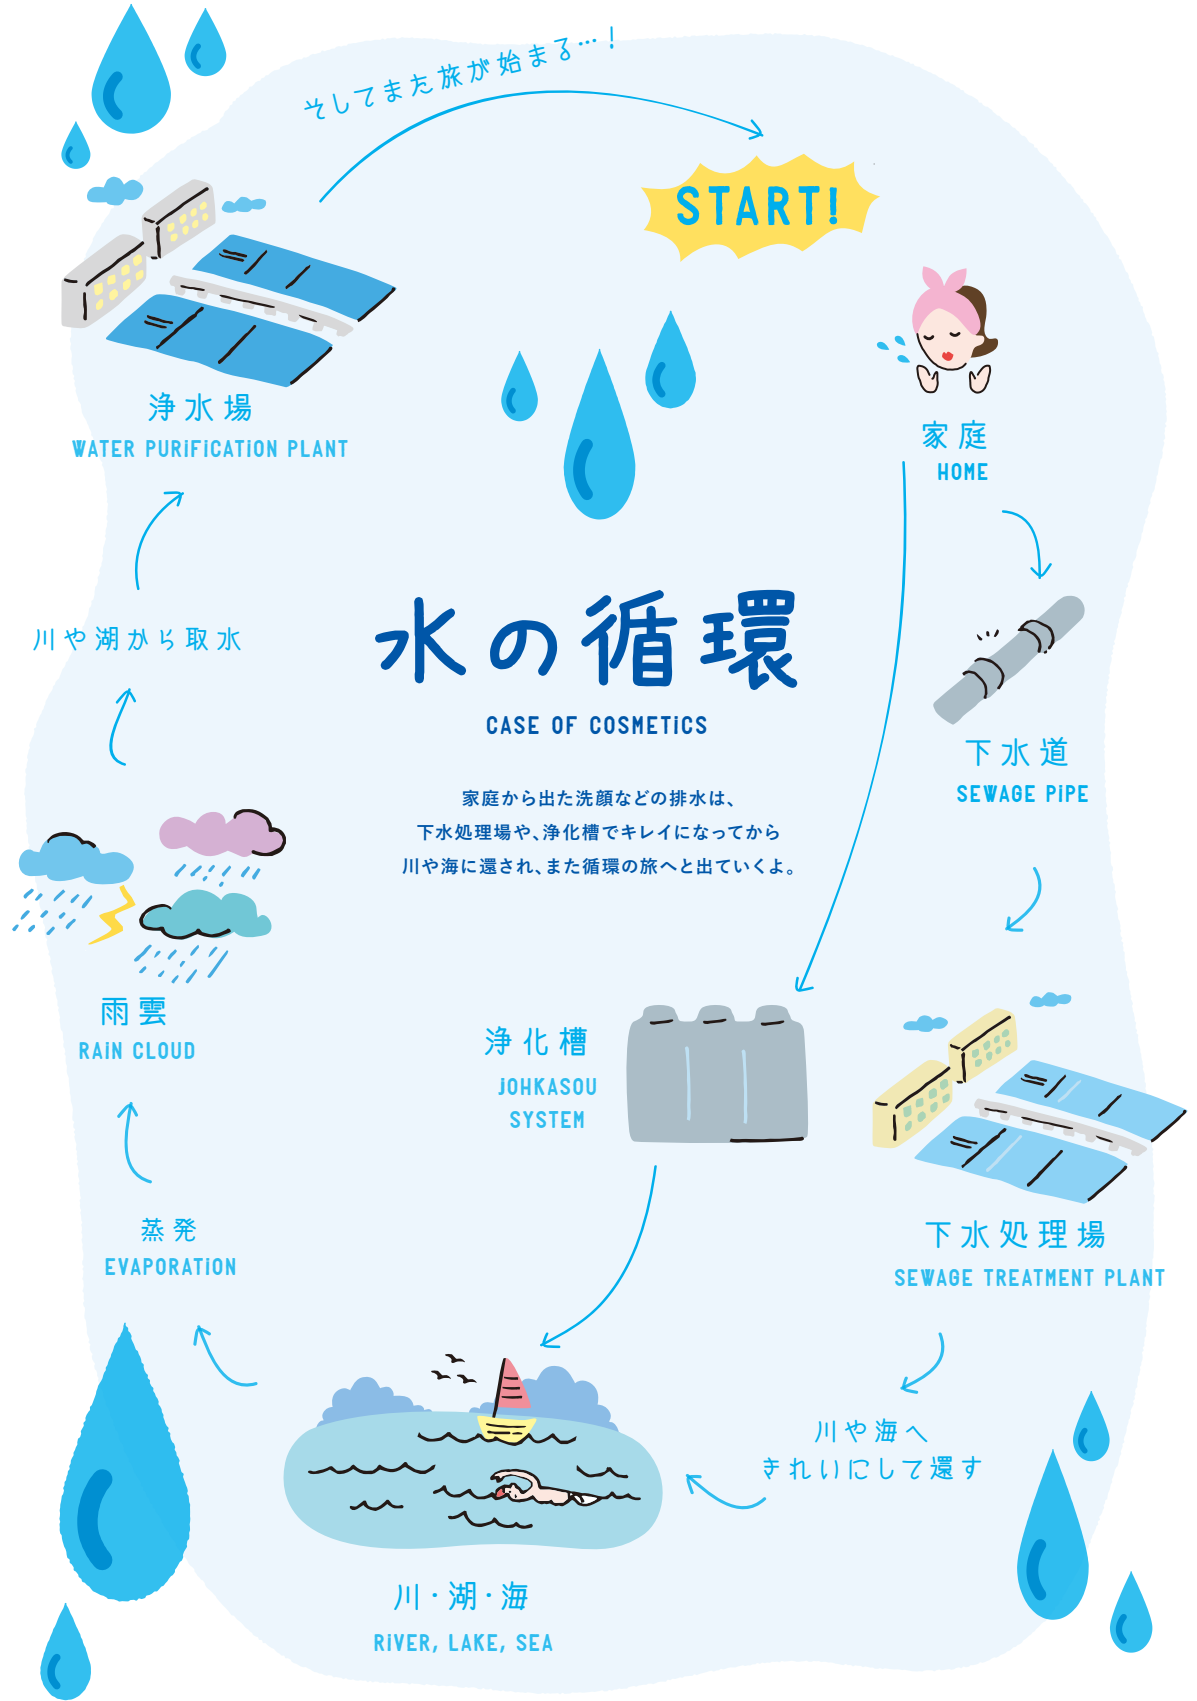 そしてまた旅が始まる…！
START!
家庭
HOME
下水道
SEWAGE PiPE
下水処理場
SEWAGE TREATMENT PLANT
川や海へ
きれいにして還す
浄化槽
JOHKASOU
SYSTEM
川・湖・海
RiVER, LAKE, SEA
蒸発
EVAPORATiON
雨雲
RAiN CLOUD
川や湖から取水
浄水場
WATER PURiFiCATiON PLANT
水の循環
CASE OF COSMETiCS
家庭から出た洗顔などの排水は、
下水処理場や、浄化槽でキレイになってから
川や海に還され、また循環の旅へと出ていくよ。